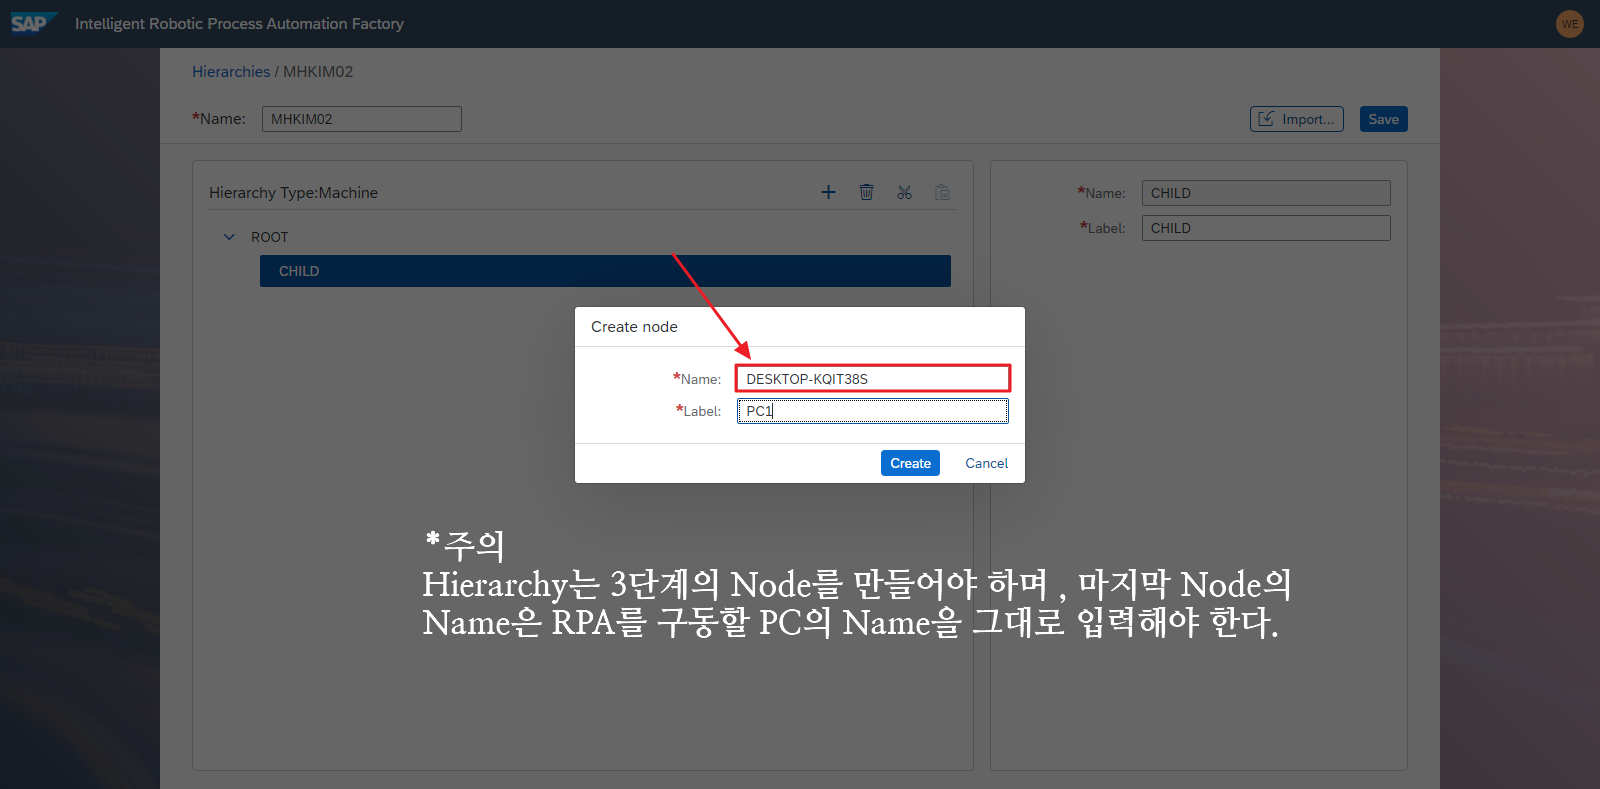 SAP Intelligent Robotic Process Automation Factory WE
Hierarchies / MHKIM02
*Name: MHKIM02 Import... Save
Hierarchy Type:Machine
ROOT
CHILD
*Name: CHILD
*Label: CHILD
Create node
*Name: DESKTOP-KQIT38S
*Label: PC1
Create Cancel
*주의
Hierarchy는 3단계의 Node를 만들어야 하며 , 마지막 Node의
Name은 RPA를 구동할 PC의 Name을 그대로 입력해야 한다.